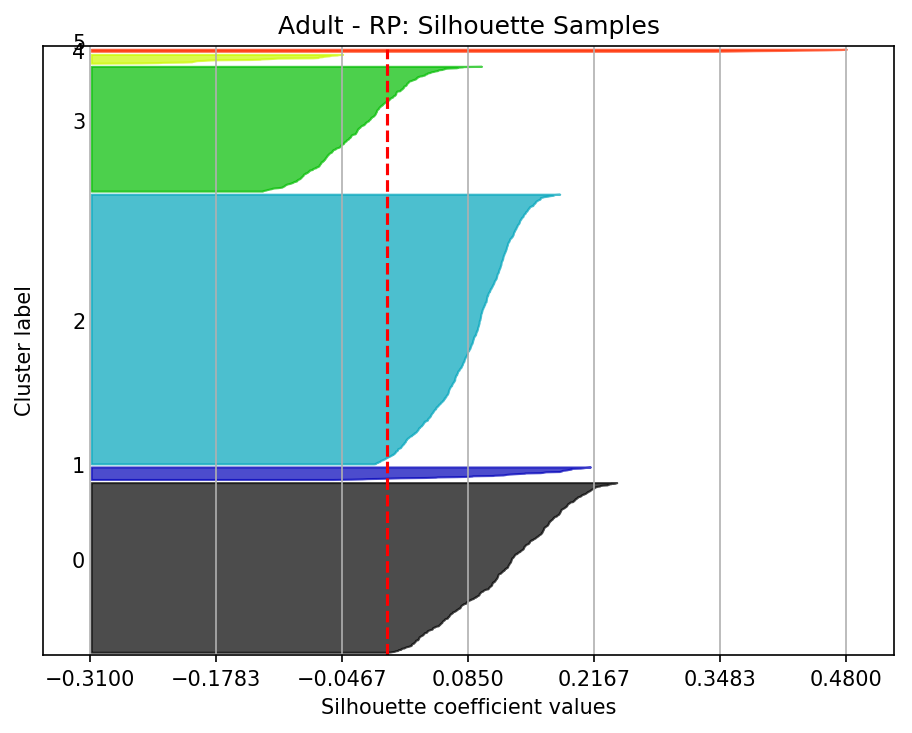 Adult - RP: Silhouette Samples
5
4
3
2
1
0
Cluster label
−0.3100 −0.1783 −0.0467 0.0850 0.2167 0.3483 0.4800
Silhouette coefficient values